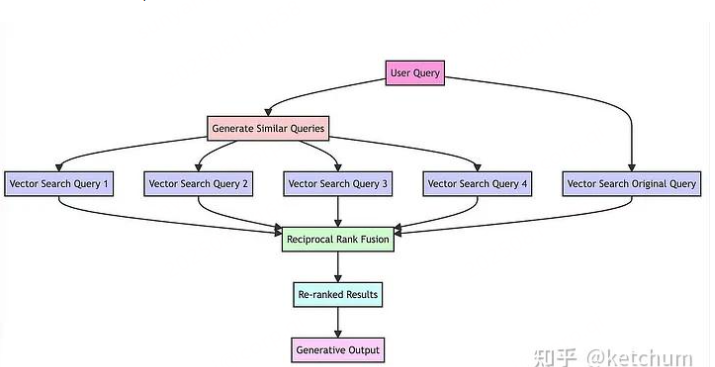 User Query
Generate Similar Queries
Vector Search Query 1
Vector Search Query 2
Vector Search Query 3
Vector Search Query 4
Vector Search Original Query
Reciprocal Rank Fusion
Re-ranked Results
Generative Output
知乎 @ketchum